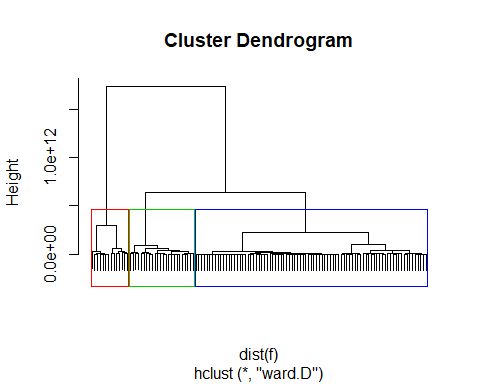 Cluster Dendrogram
Height
0.0e+00
1.0e+12
dist(f)
hclust (*, "ward.D")